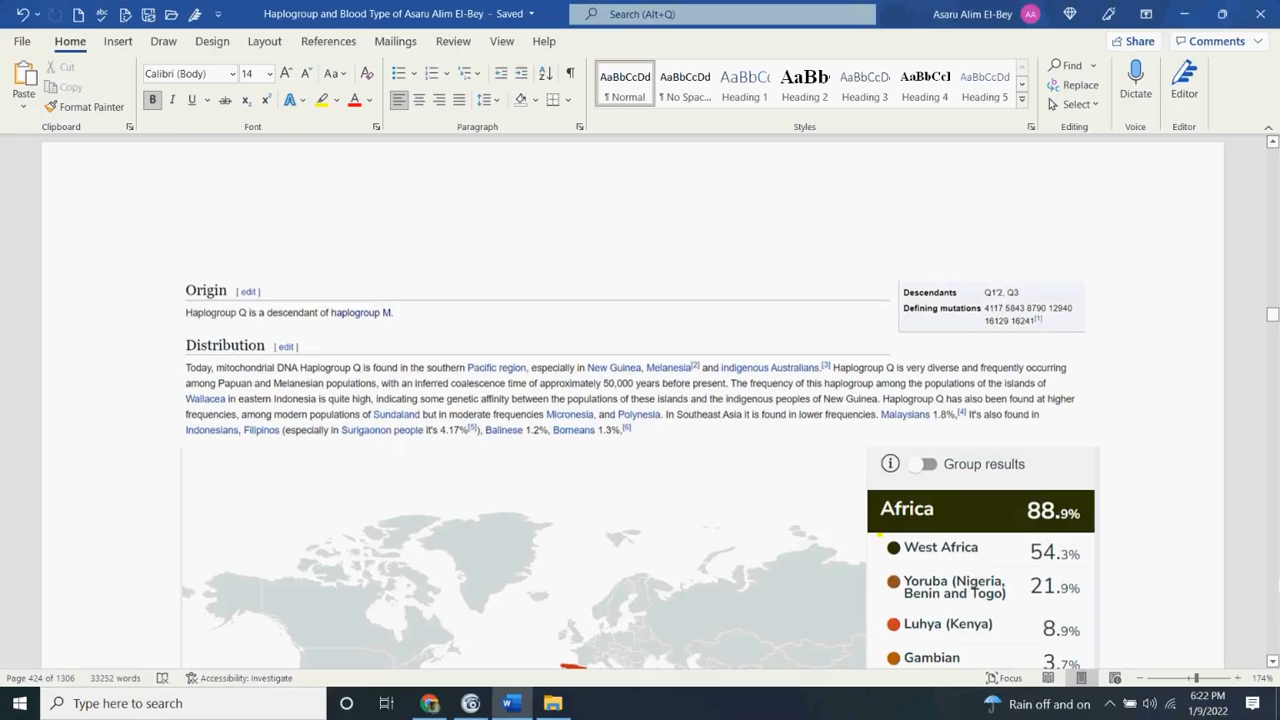 Haplogroup and Blood Type of Asaru Alim El-Bey - Saved
Search (Alt+Q)
Asaru Alim El-Bey
AA
File
Home
Insert
Draw
Design
Layout
References
Mailings
Review
View
Help
Share
Comments
Paste
Cut
Copy
Format Painter
Calibri (Body)
14
AaBbCcDd
AaBbCcDd
AaBbCc
AaBb
AaBbCcDd
AaBbCcI
AaBbCcDd
¶ Normal
¶ No Spac...
Heading 1
Heading 2
Heading 3
Heading 4
Heading 5
Find
Replace
Select
Dictate
Editor
Clipboard
Font
Paragraph
Styles
Editing
Voice
Editor
Origin [ edit ]
Haplogroup Q is a descendant of haplogroup M.
Descendants Q1'2, Q3
Defining mutations 4117 5843 8790 12940
16129 16241[1]
Distribution [ edit ]
Today, mitochondrial DNA Haplogroup Q is found in the southern Pacific region, especially in New Guinea, Melanesia[2] and indigenous Australians.[3] Haplogroup Q is very diverse and frequently occurring
among Papuan and Melanesian populations, with an inferred coalescence time of approximately 50,000 years before present. The frequency of this haplogroup among the populations of the islands of
Wallacea in eastern Indonesia is quite high, indicating some genetic affinity between the populations of these islands and the indigenous peoples of New Guinea. Haplogroup Q has also been found at higher
frequencies, among modern populations of Sundaland but in moderate frequencies Micronesia, and Polynesia. In Southeast Asia it is found in lower frequencies. Malaysians 1.8%,[4] It's also found in
Indonesians, Filipinos (especially in Surigaonon people it's 4.17%[5]), Balinese 1.2%, Borneans 1.3%,[6]
Group results
Africa 88.9%
West Africa 54.3%
Yoruba (Nigeria, Benin and Togo) 21.9%
Luhya (Kenya) 8.9%
Gambian 3.7%
Page 424 of 1306
33252 words
Accessibility: investigate
Focus
174%
Type here to search
Rain off and on
6:22 PM
1/9/2022